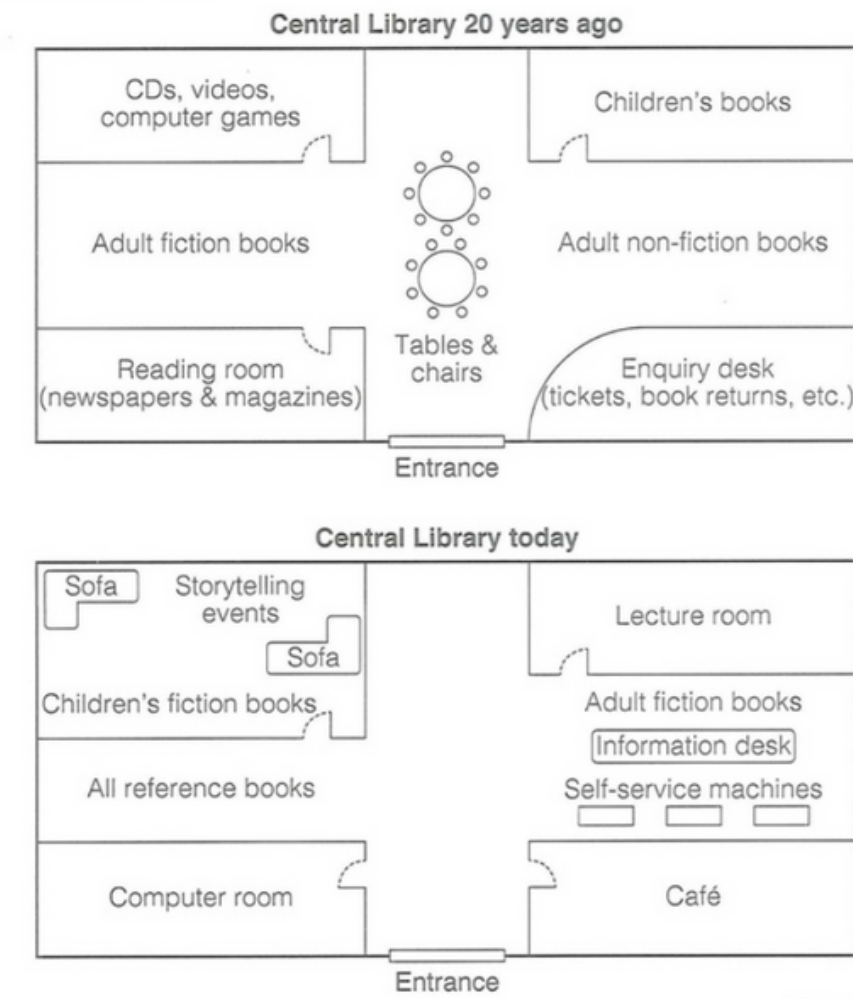 Central Library 20 years ago
CDs, videos,
computer games
Children's books
Adult fiction books
Adult non-fiction books
Tables &
chairs
Reading room
(newspapers & magazines)
Enquiry desk
(tickets, book returns, etc.)
Entrance
Central Library today
Sofa
Storytelling
events
Sofa
Lecture room
Children's fiction books
Adult fiction books
Information desk
All reference books
Self-service machines
Computer room
Café
Entrance